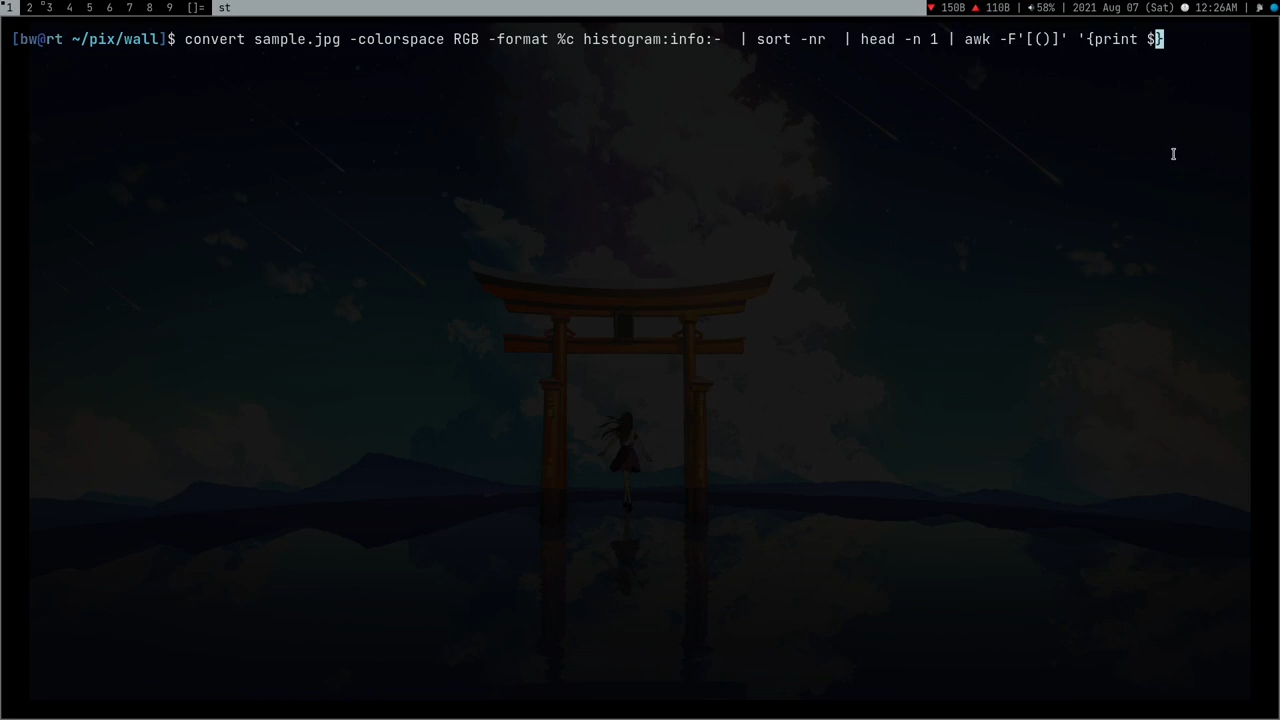 1 2 3 4 5 6 7 8 9 []= st 150B 110B | 58% | 2021 Aug 07 (Sat) 12:26AM |
[bw@rt ~/pix/wall]$ convert sample.jpg -colorspace RGB -format %c histogram:info:-  | sort -nr  | head -n 1 | awk -F'[()]' '{print $}